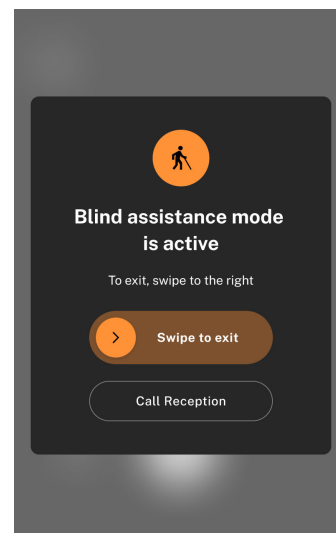 Blind assistance mode
is active
To exit, swipe to the right
Swipe to exit
Call Reception